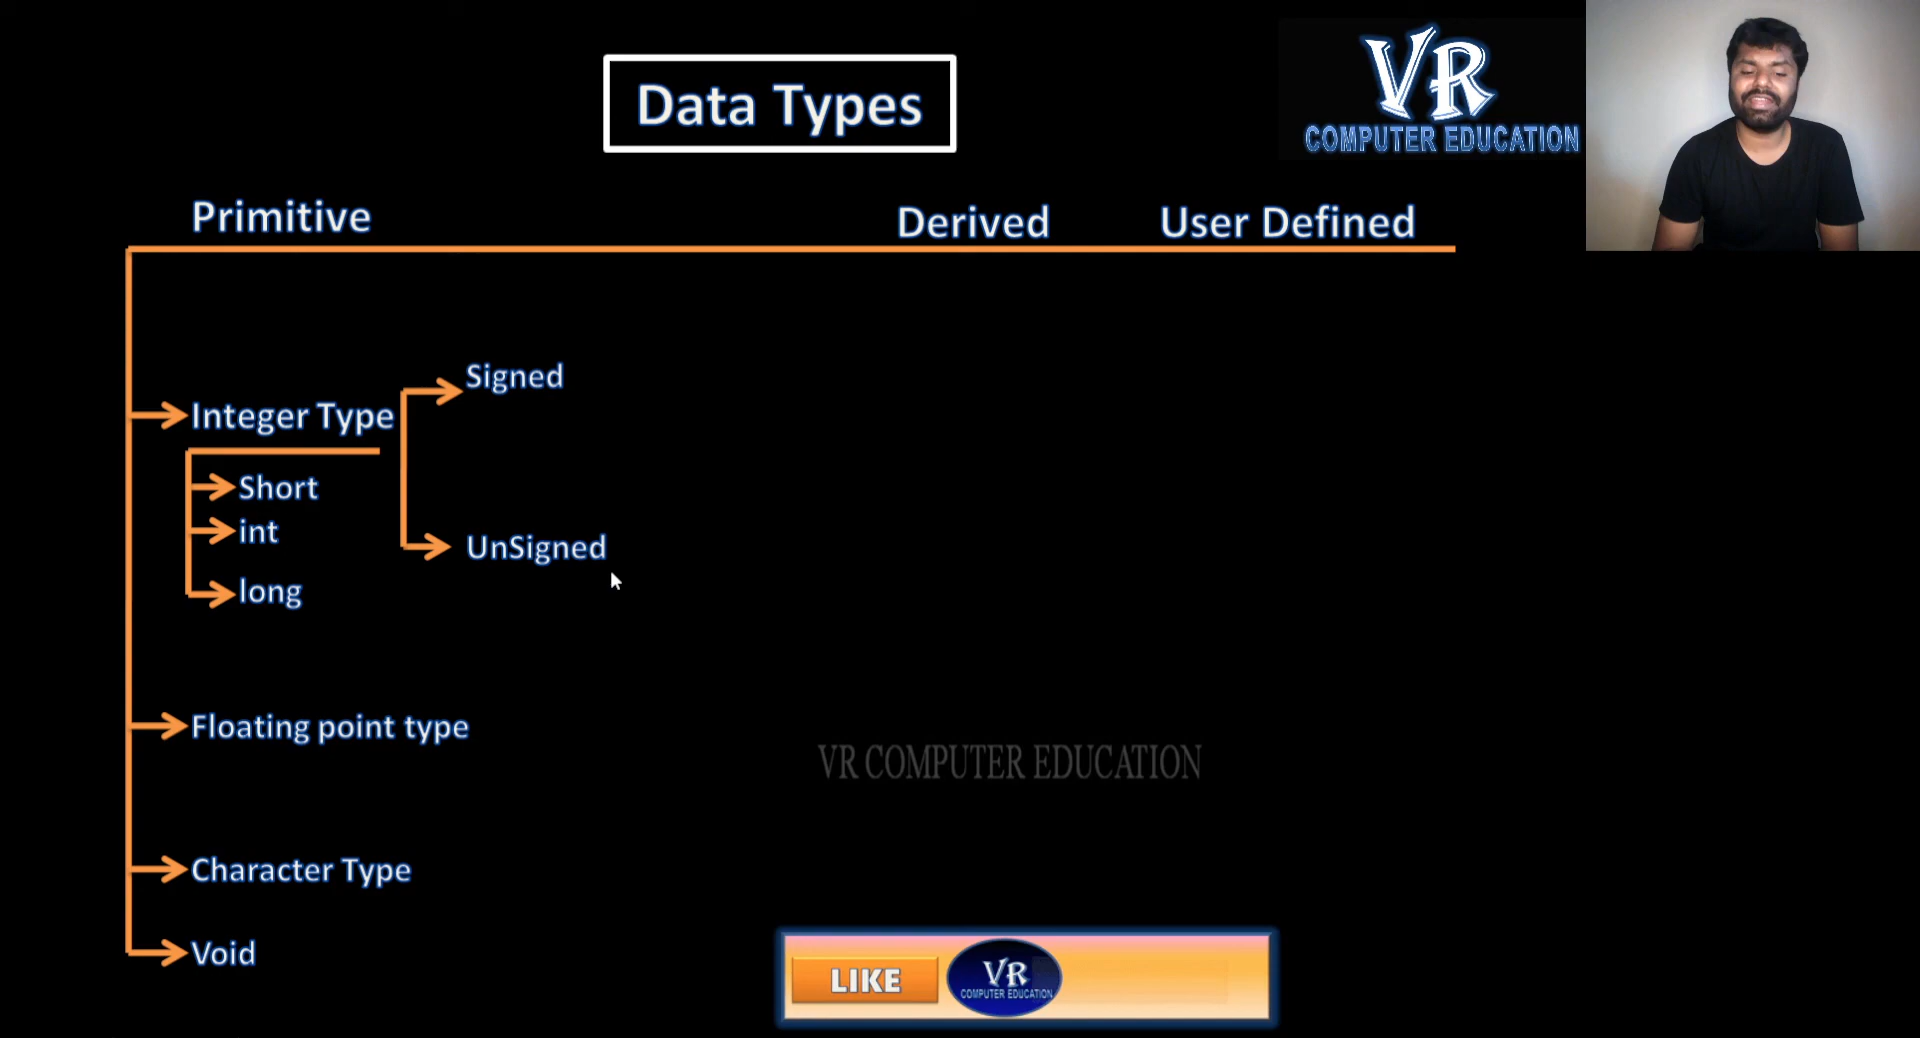 Data Types
VR
COMPUTER EDUCATION
Primitive
Derived
User Defined
Signed
Integer Type
Short
int
UnSigned
long
Floating point type
VR COMPUTER EDUCATION
Character Type
Void
LIKE
VR
COMPUTER EDUCATION